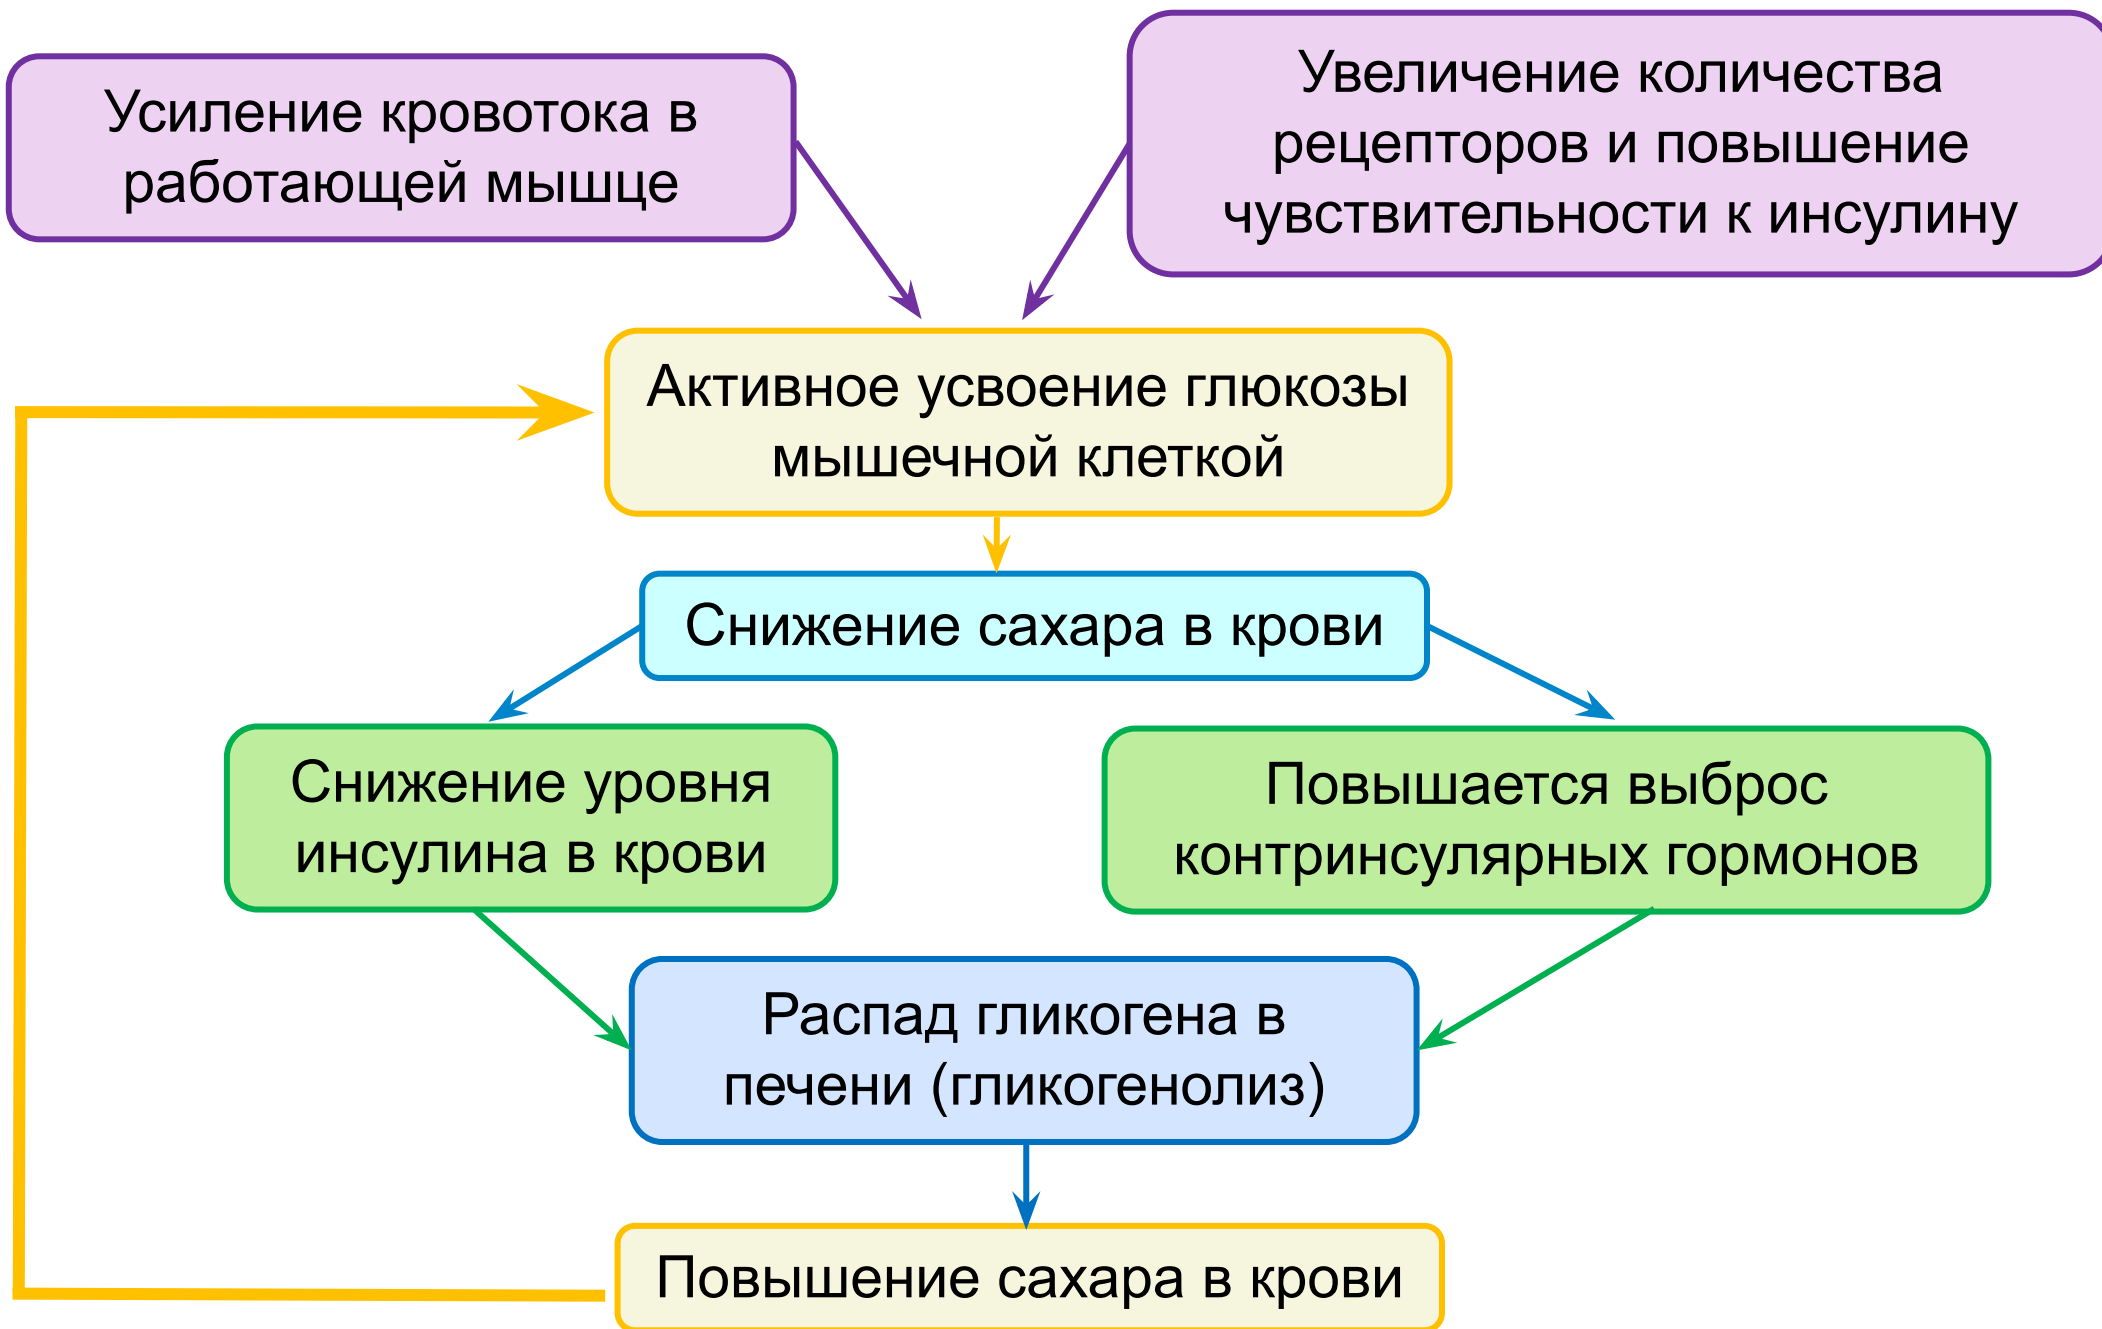 Усиление кровотока в
работающей мышце
Увеличение количества
рецепторов и повышение
чувствительности к инсулину
Активное усвоение глюкозы
мышечной клеткой
Снижение сахара в крови
Снижение уровня
инсулина в крови
Повышается выброс
контринсулярных гормонов
Распад гликогена в
печени (гликогенолиз)
Повышение сахара в крови